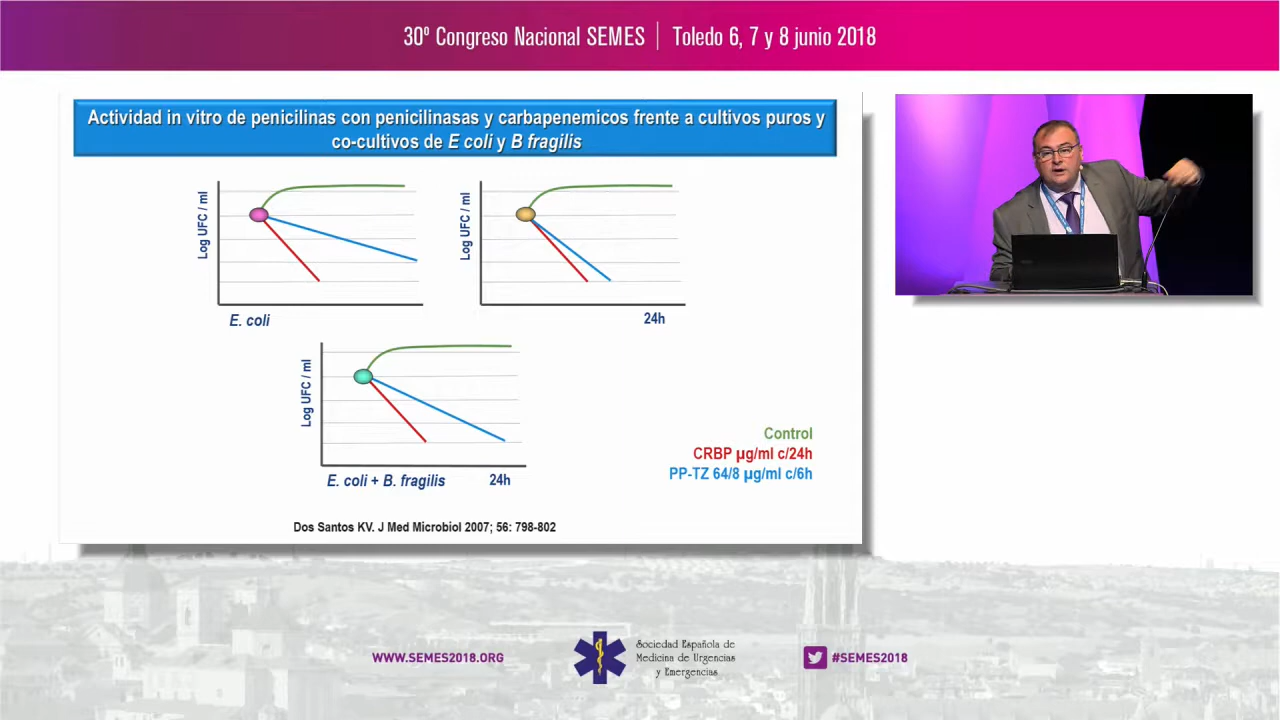 30º Congreso Nacional SEMES | Toledo 6, 7 y 8 junio 2018
Actividad in vitro de penicilinas con penicilinasas y carbapenemicos frente a cultivos puros y
co-cultivos de E coli y B fragilis
Log UFC / ml
E. coli
Log UFC / ml
24h
Log UFC / ml
E. coli + B. fragilis
24h
Control
CRBP µg/ml c/24h
PP-TZ 64/8 µg/ml c/6h
Dos Santos KV. J Med Microbiol 2007; 56: 798-802
WWW.SEMES2018.ORG
Sociedad Española de
Medicina de Urgencias
y Emergencias
#SEMES2018